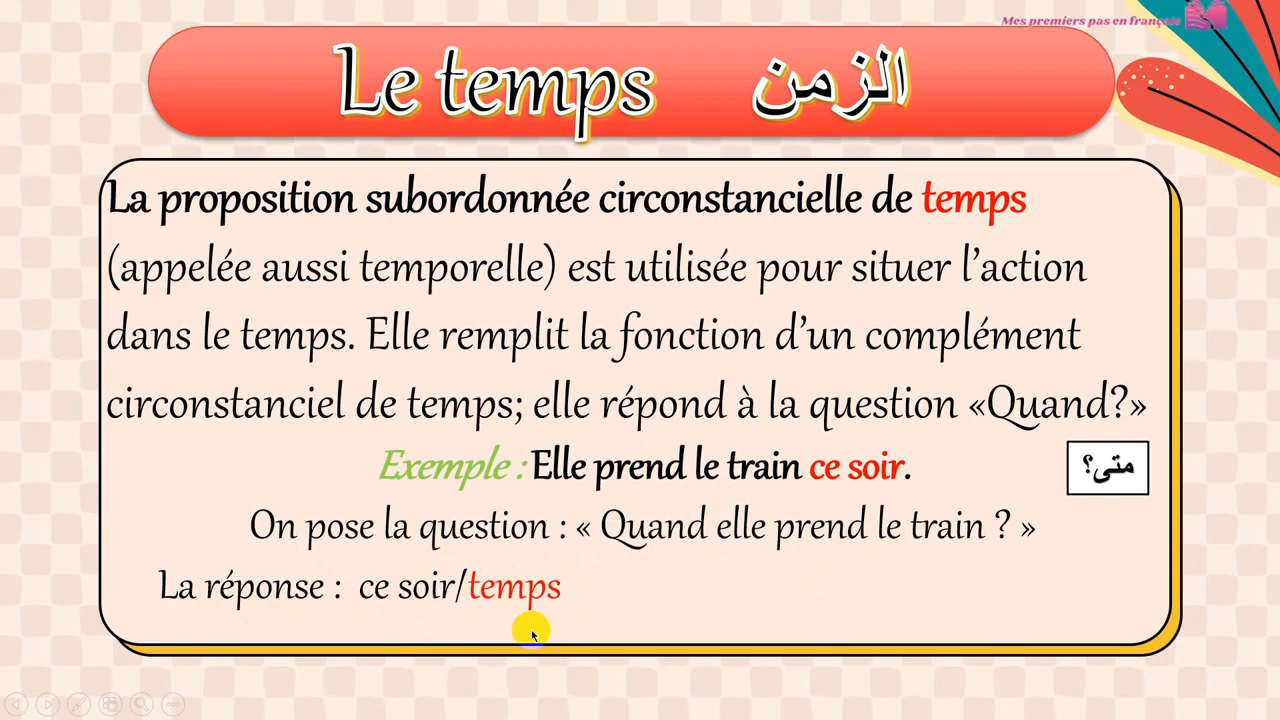 Mes premiers pas en français
Le temps الزمن
La proposition subordonnée circonstancielle de temps
(appelée aussi temporelle) est utilisée pour situer l'action
dans le temps. Elle remplit la fonction d'un complément
circonstanciel de temps; elle répond à la question «Quand?»
Exemple : Elle prend le train ce soir.
متى؟
On pose la question : « Quand elle prend le train ? »
La réponse : ce soir/temps